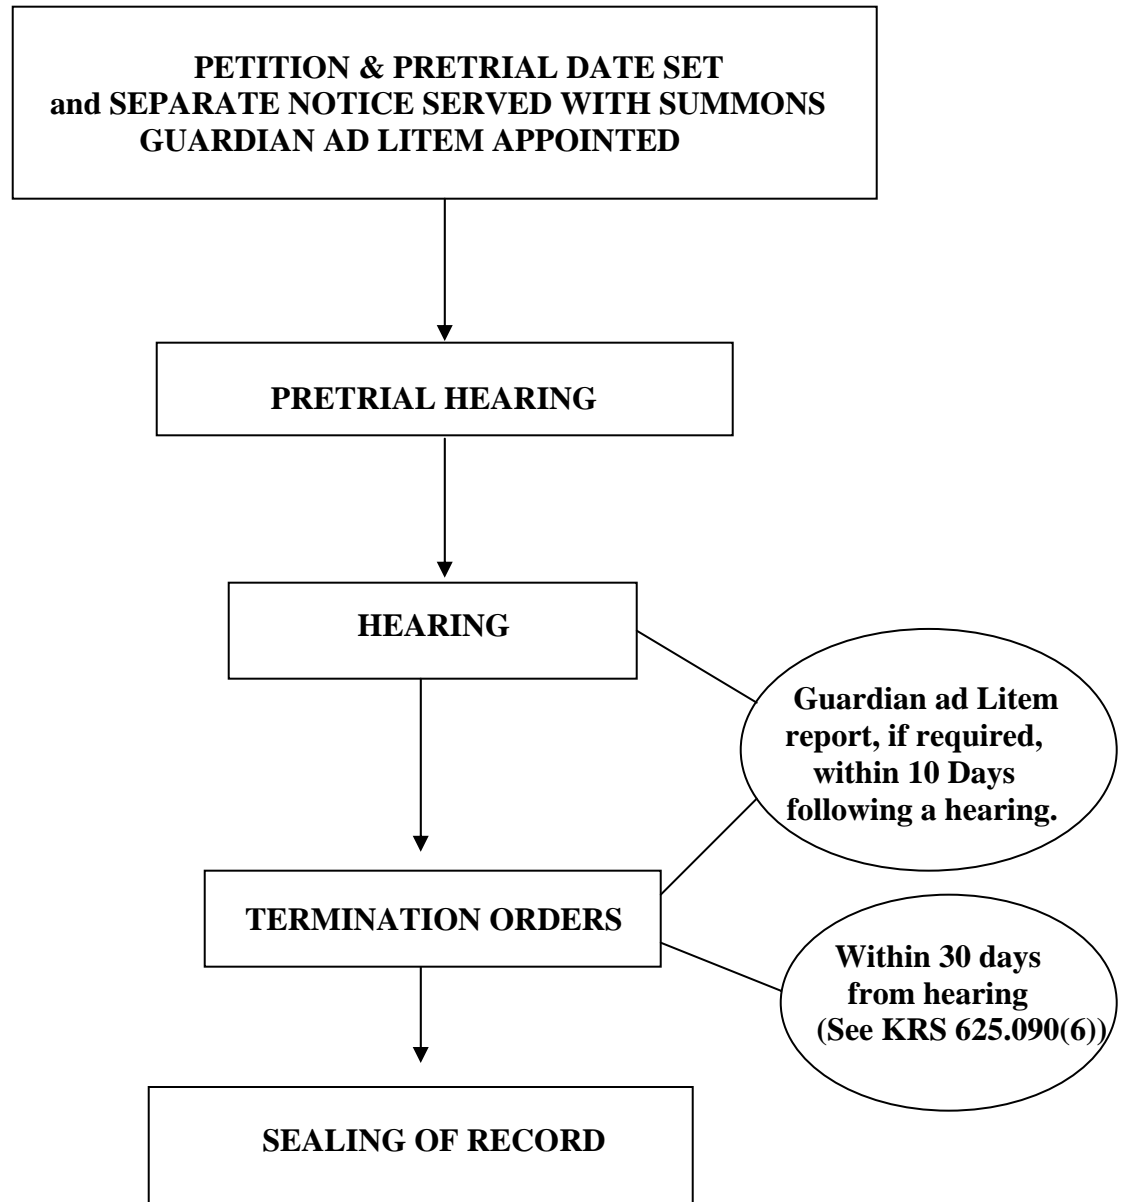 PETITION & PRETRIAL DATE SET
and SEPARATE NOTICE SERVED WITH SUMMONS
GUARDIAN AD LITEM APPOINTED
PRETRIAL HEARING
HEARING
Guardian ad Litem
report, if required,
within 10 Days
following a hearing.
TERMINATION ORDERS
Within 30 days
from hearing
(See KRS 625.090(6))
SEALING OF RECORD